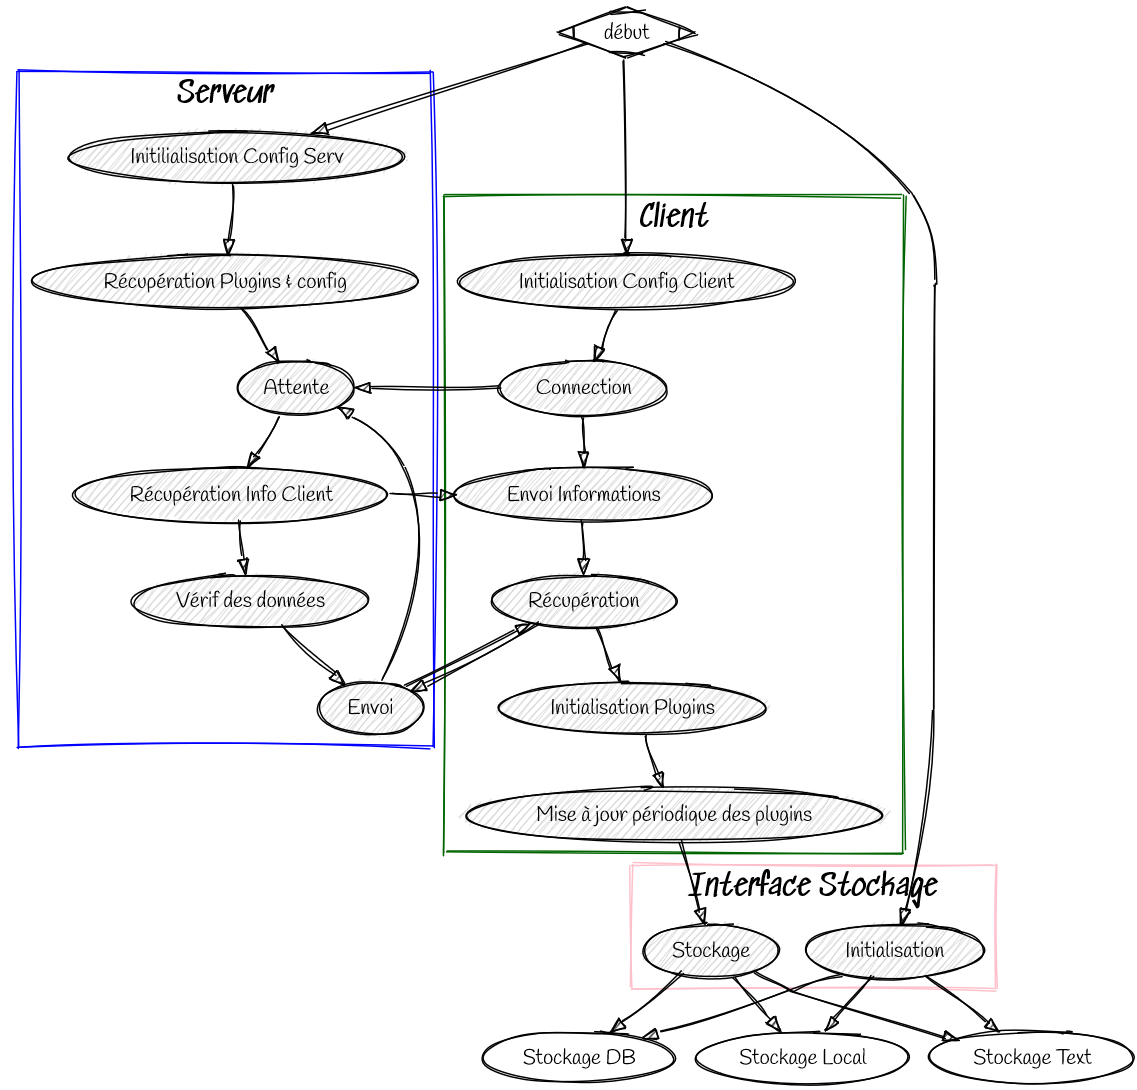 début
Serveur
Initilialisation Config Serv
Récupération Plugins & config
Attente
Récupération Info Client
Vérif des données
Envoi
Client
Initialisation Config Client
Connection
Envoi Informations
Récupération
Initialisation Plugins
Mise à jour périodique des plugins
Interface Stockage
Stockage
Initialisation
Stockage DB
Stockage Local
Stockage Text